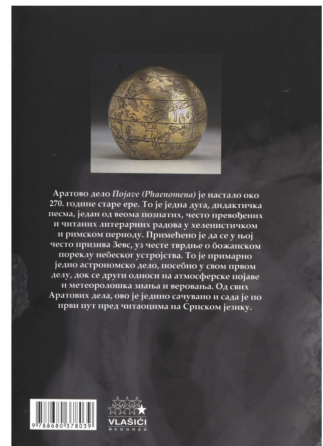 Аратово дело Појаве (Phaenomena) је настало око
270. године старе ере. То је једна дуга, дидактичка
песма, један од веома познатих, често превођених
и читаних литерарних радова у хеленистичком
и римском периоду. Примећено је да се у њој
често призива Зевс, уз честе тврдње о божанском
пореклу небеског устројства. То је примарно
једно астрономско дело, посебно у свом првом
делу, док се други односи на атмосферске појаве
и метеоролошка знања и веровања. Од свих
Аратових дела, ово је једино сачувано и сада је по
први пут пред читаоцима на Српском језику.
9788680378039
VLAŠIĆI
BEOGRAD